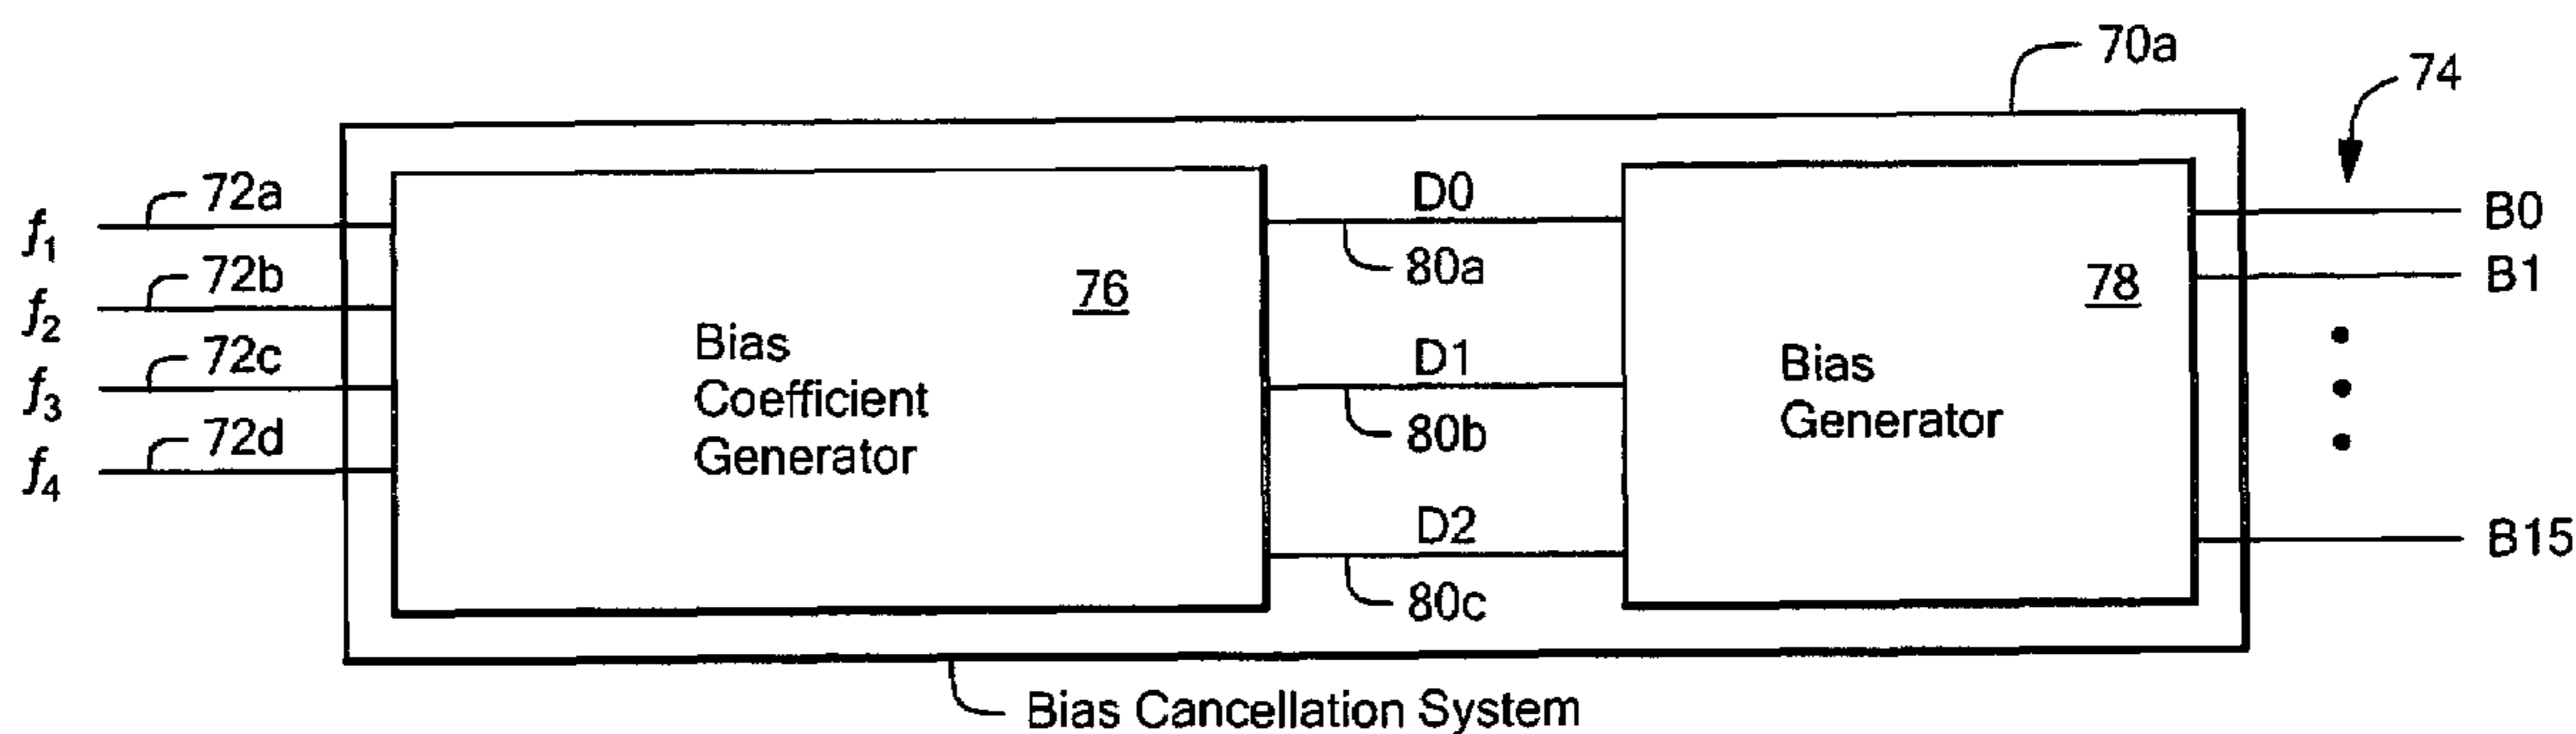 70a
74
72a
f1
72b
f2
72c
f3
72d
f4
76
Bias
Coefficient
Generator
D0
80a
D1
80b
D2
80c
78
Bias
Generator
B0
B1
B15
Bias Cancellation System